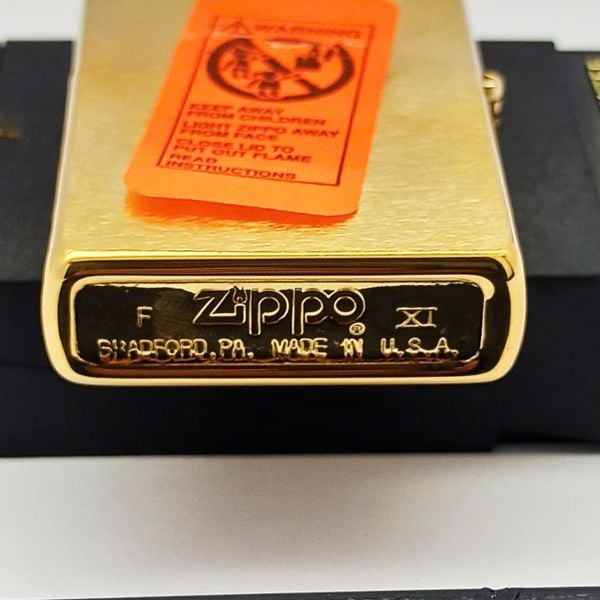 WARNING
KEEP AWAY
FROM CHILDREN
LIGHT ZIPPO AWAY
FROM FACE
CLOSE LID TO
PUT OUT FLAME
READ
INSTRUCTIONS
F Zippo ® XI
BRADFORD, PA. MADE IN U.S.A.